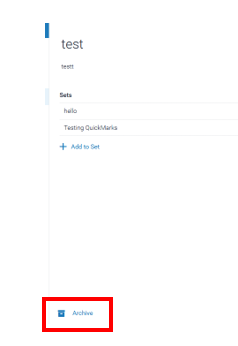 test
testt
Sets
hello
Testing QuickMarks
Add to Set
Archive